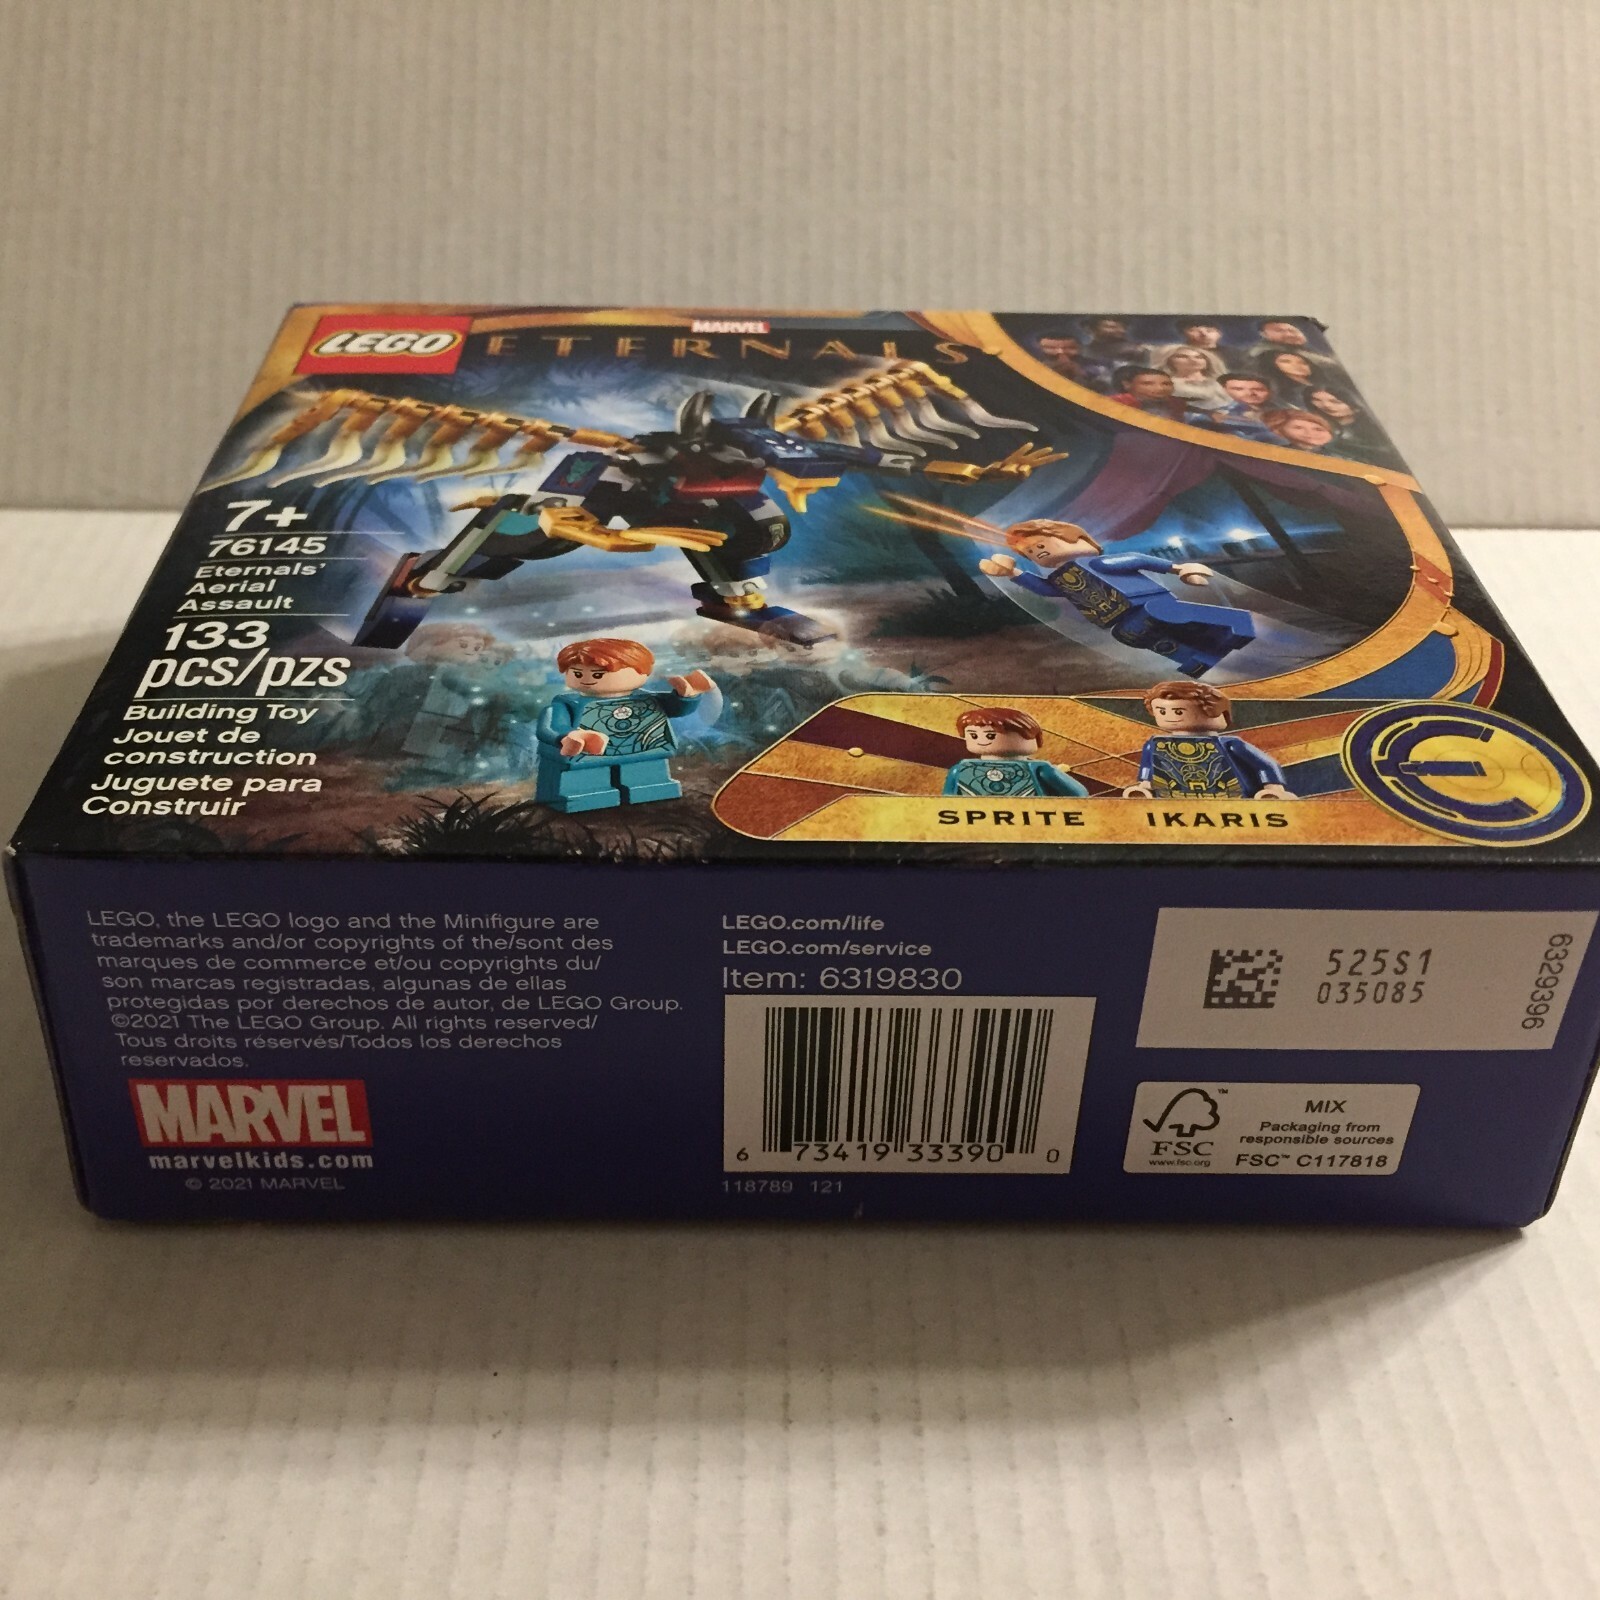 LEGO
MARVEL
ETERNALS
7+
76145
Eternals'
Aerial
Assault
133
pcs/pzs
Building Toy
Jouet de
construction
Juguete para
Construir
SPRITE IKARIS
LEGO, the LEGO logo and the Minifigure are
trademarks and/or copyrights of the/sont des
marques de commerce et/ou copyrights du/
son marcas registradas, algunas de ellas
protegidas por derechos de autor, de LEGO Group.
©2021 The LEGO Group. All rights reserved/
Tous droits réservés/Todos los derechos
reservados.
MARVEL
marvelkids.com
© 2021 MARVEL
LEGO.com/life
LEGO.com/service
Item: 6319830
6 73419 33390 0
118789 121
525S1
035085
6329396
FSC™
www.fsc.org
MIX
Packaging from
responsible sources
FSC™ C117818